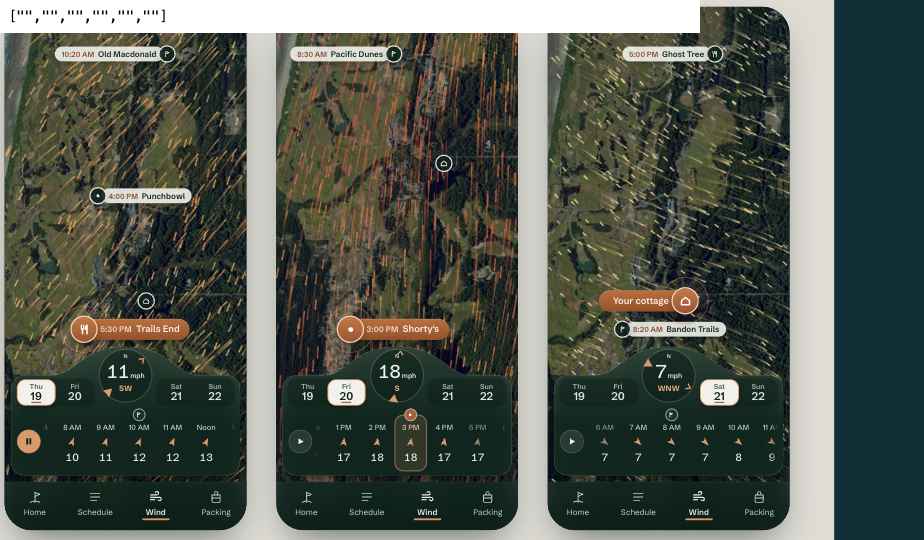 ["","","","","",""]
10:20 AM Old Macdonald
4:00 PM Punchbowl
5:30 PM Trails End
N
11 mph
SW
Thu 19
Fri 20
Sat 21
Sun 22
8 AM 9 AM 10 AM 11 AM Noon
10 11 12 12 13
Home Schedule Wind Packing
8:30 AM Pacific Dunes
3:00 PM Shorty's
18 mph
S
Thu 19
Fri 20
Sat 21
Sun 22
1 PM 2 PM 3 PM 4 PM 5 PM
17 17 18 17 17
Home Schedule Wind Packing
5:00 PM Ghost Tree
Your cottage
8:20 AM Bandon Trails
N
7 mph
WNW
Thu 19
Fri 20
Sat 21
Sun 22
6 AM 7 AM 8 AM 9 AM 10 AM 11 A
7 7 7 7 8 9
Home Schedule Wind Packing